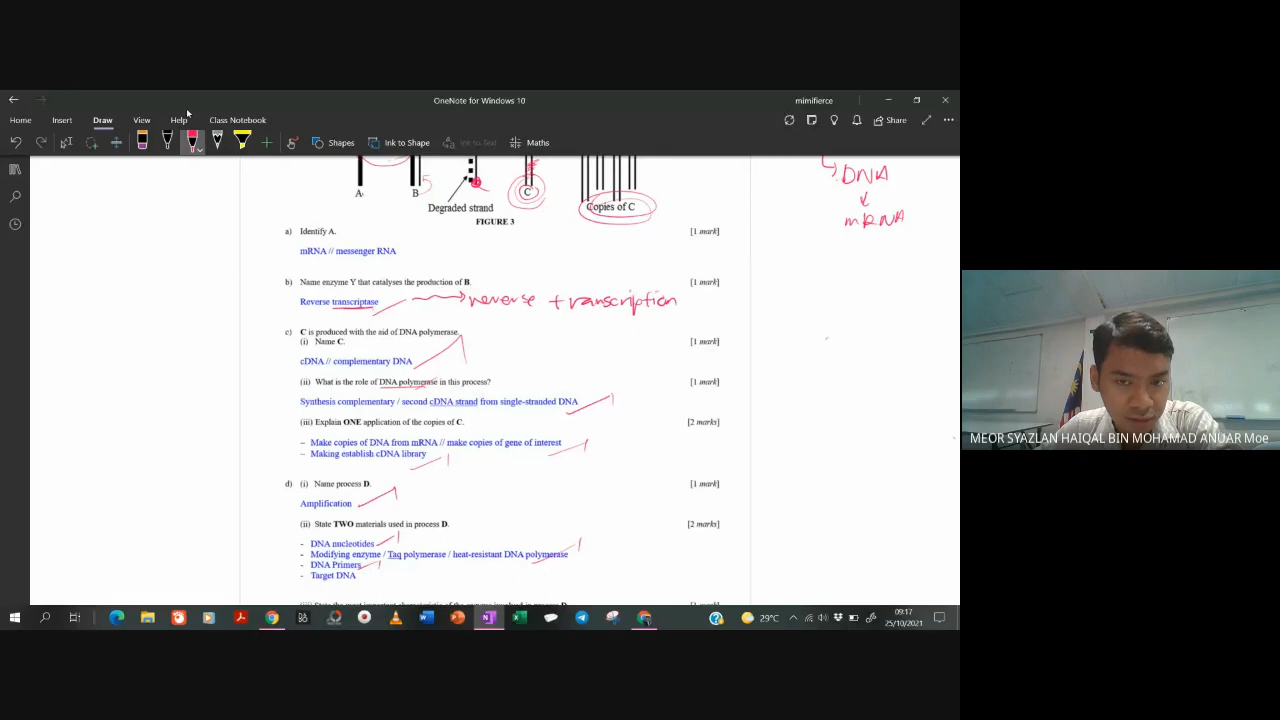 OneNote for Windows 10
mimifierce
Home Insert Draw View Help Class Notebook
Share
Shapes Ink to Shape Ink to Text Maths
A B 5 C
Degraded strand Copies of C
FIGURE 3
DNA
mRNA
a) Identify A. [1 mark]
mRNA // messenger RNA
b) Name enzyme Y that catalyses the production of B. [1 mark]
Reverse transcriptase reverse + transcription
c) C is produced with the aid of DNA polymerase.
(i) Name C. [1 mark]
cDNA // complementary DNA
(ii) What is the role of DNA polymerase in this process? [1 mark]
Synthesis complementary / second cDNA strand from single-stranded DNA
(iii) Explain ONE application of the copies of C. [2 marks]
– Make copies of DNA from mRNA // make copies of gene of interest
– Making establish cDNA library
d) (i) Name process D. [1 mark]
Amplification
(ii) State TWO materials used in process D. [2 marks]
- DNA nucleotides
- Modifying enzyme / Taq polymerase / heat-resistant DNA polymerase
- DNA Primers
- Target DNA
MEOR SYAZLAN HAIQAL BIN MOHAMAD ANUAR Moe
29°C
09:17
25/10/2021